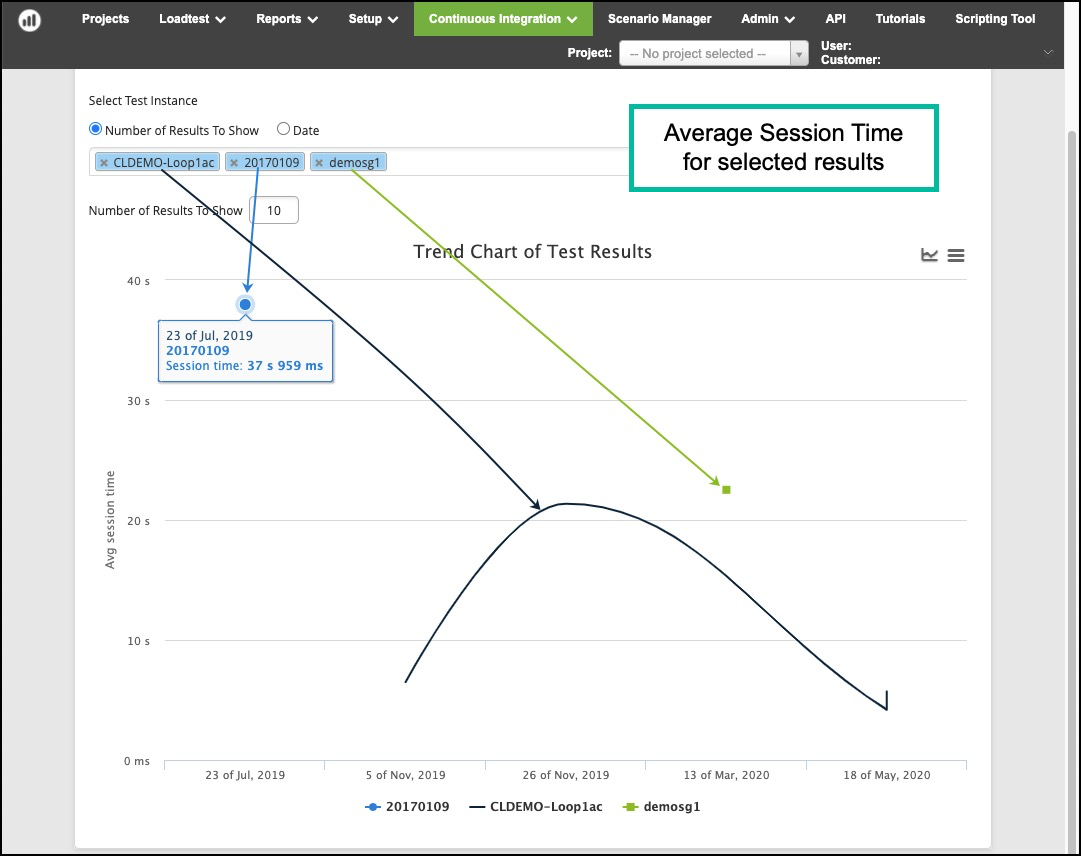 Projects Loadtest Reports Setup Continuous Integration Scenario Manager Admin API Tutorials Scripting Tool
Project: -- No project selected -- User:
Customer:
Select Test Instance
Number of Results To Show Date
× CLDEMO-Loop1ac × 20170109 × demosg1
Average Session Time
for selected results
Number of Results To Show 10
Trend Chart of Test Results
40 s
23 of Jul, 2019
20170109
Session time: 37 s 959 ms
30 s
Avg session time
20 s
10 s
0 ms
23 of Jul, 2019 5 of Nov, 2019 26 of Nov, 2019 13 of Mar, 2020 18 of May, 2020
20170109 CLDEMO-Loop1ac demosg1